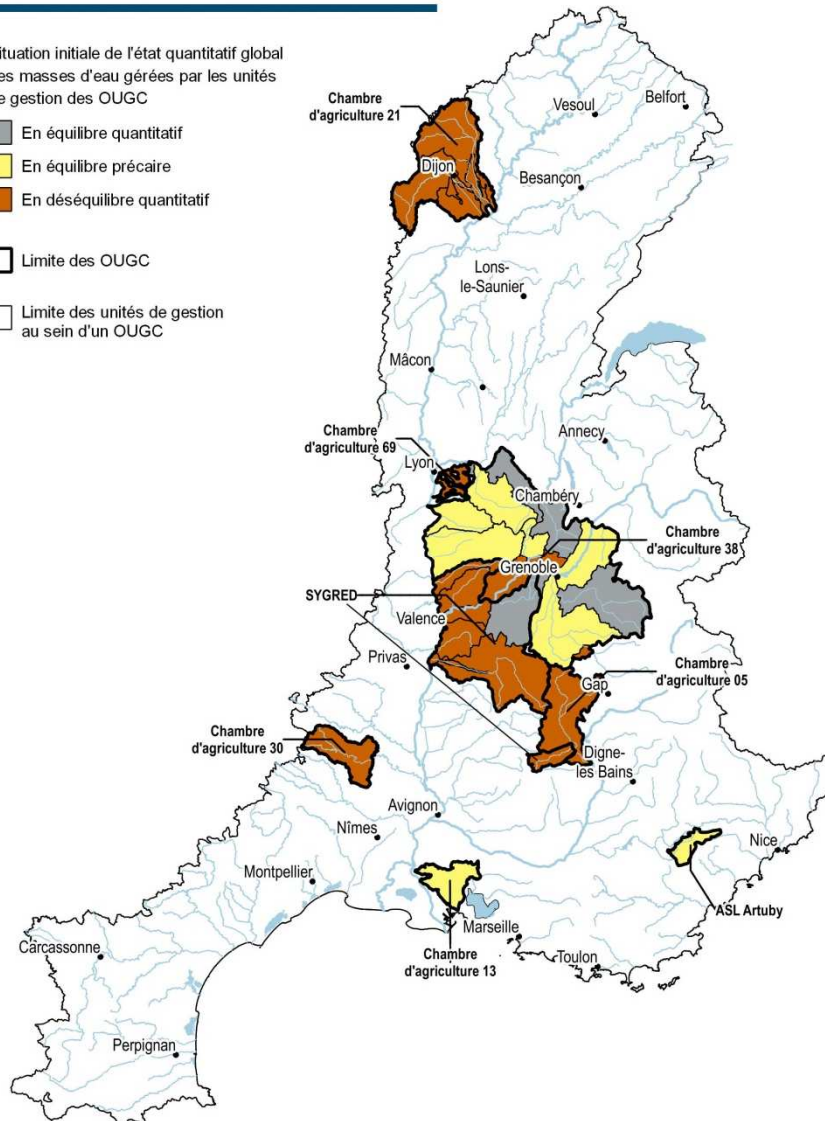 ituation initiale de l'état quantitatif global
es masses d'eau gérées par les unités
e gestion des OUGC
En équilibre quantitatif
En équilibre précaire
En déséquilibre quantitatif
Limite des OUGC
Limite des unités de gestion
au sein d'un OUGC
Chambre
d'agriculture 21
Vesoul
Belfort
Dijon
Besançon
Lons-
le-Saunier
Mâcon
Annecy
Chambre
d'agriculture 69
Lyon
Chambéry
Chambre
d'agriculture 38
Grenoble
SYGRED
Valence
Privas
Chambre
d'agriculture 05
Gap
Chambre
d'agriculture 30
Digne-
les Bains
Avignon
Nîmes
Nice
Montpellier
ASL Artuby
Marseille
Carcassonne
Chambre
d'agriculture 13
Toulon
Perpignan